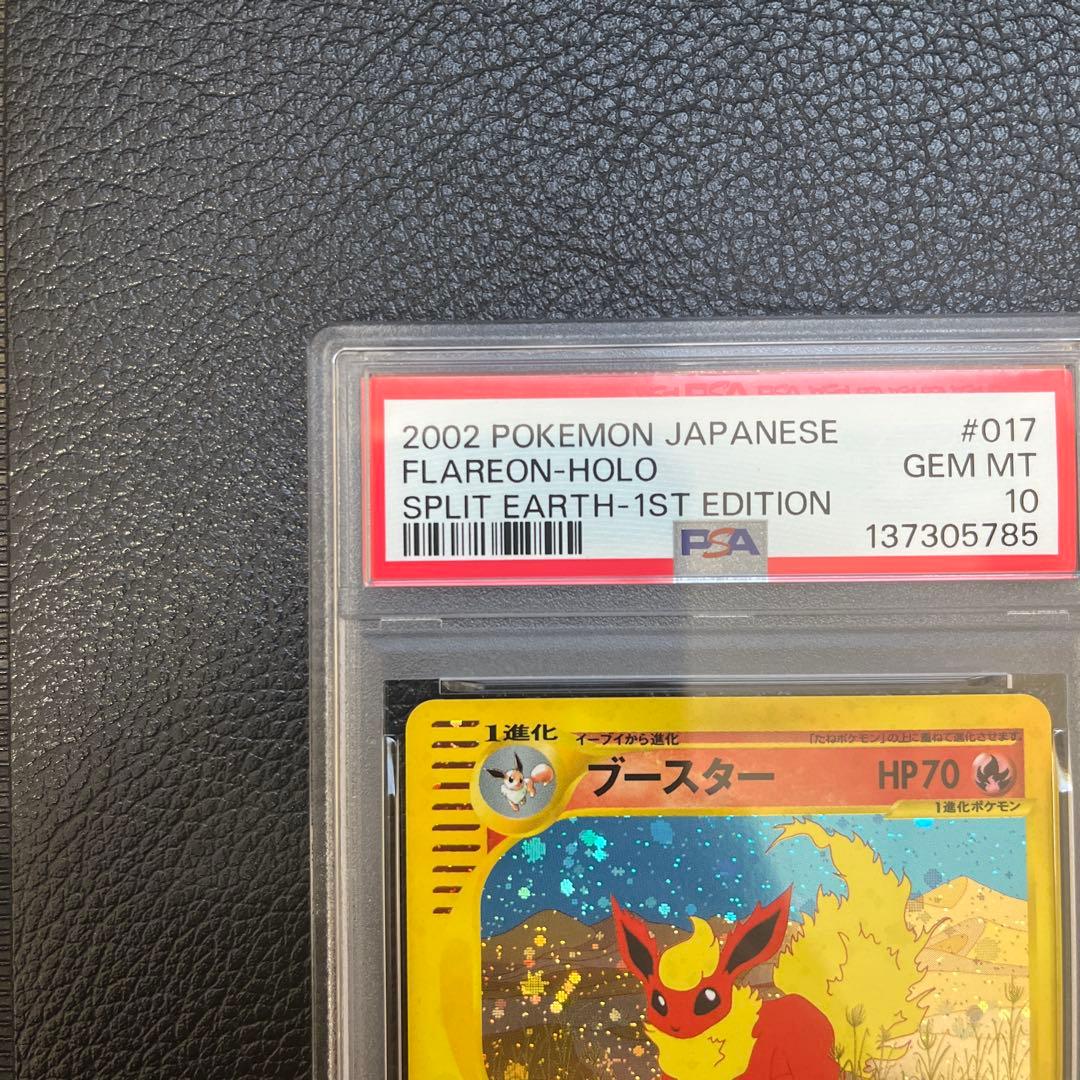 2002 POKEMON JAPANESE #017
FLAREON-HOLO GEM MT
SPLIT EARTH-1ST EDITION 10
PSA 137305785
1進化 イーブイから進化 「たねポケモン」の上に重ねて進化させます
ブースター HP70
1進化ポケモン